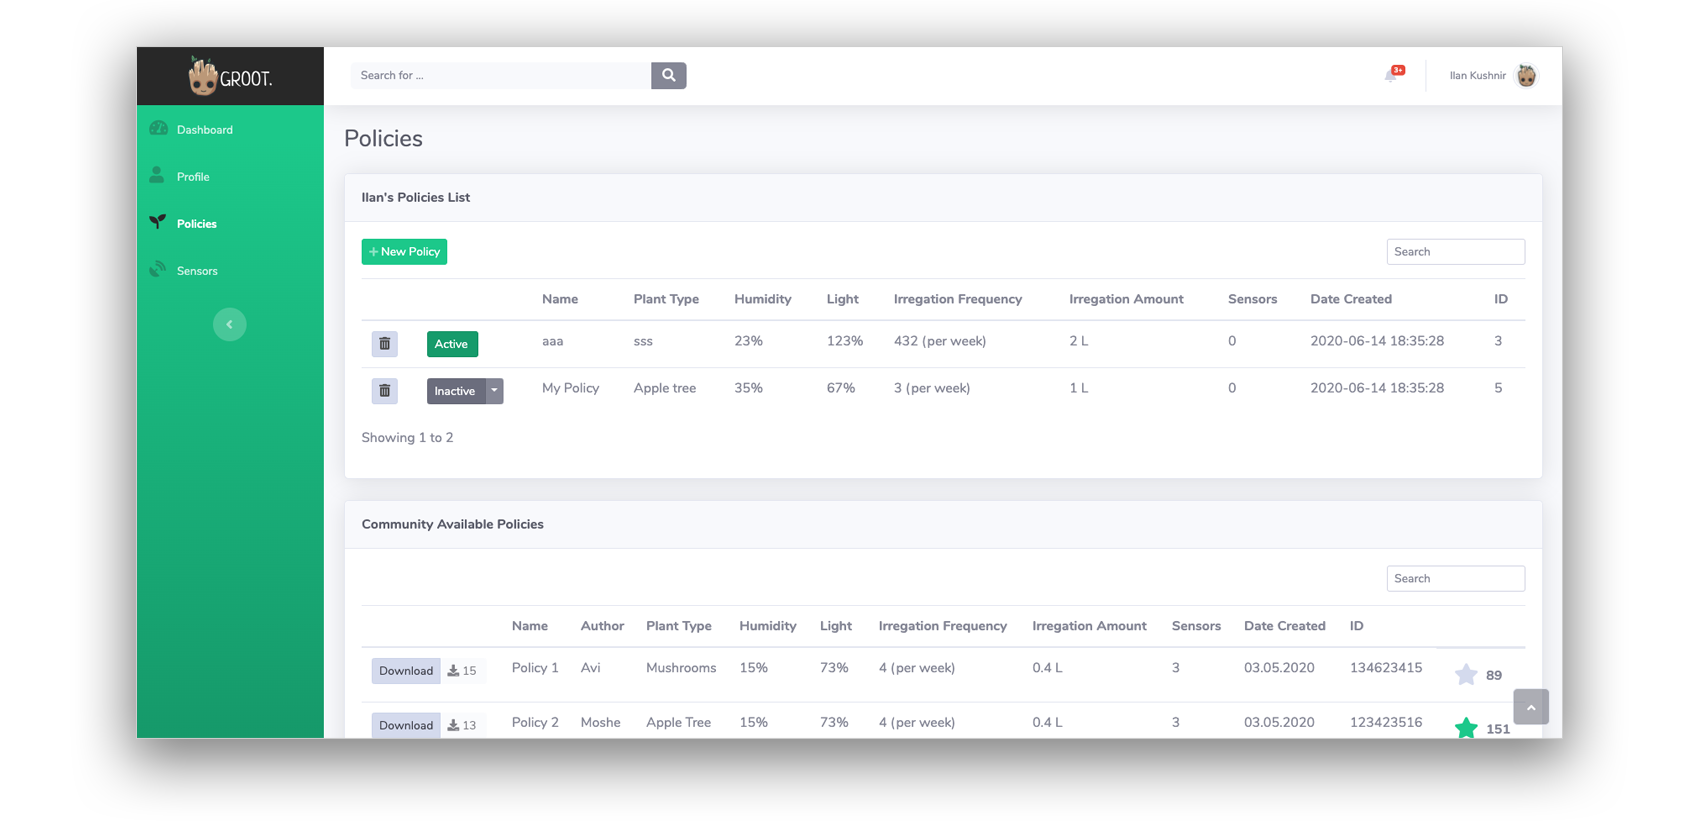 GROOT.
Search for ...
3+
Ilan Kushnir
Dashboard
Profile
Policies
Sensors
Policies
Ilan's Policies List
+ New Policy
Search
Name Plant Type Humidity Light Irregation Frequency Irregation Amount Sensors Date Created ID
Active aaa sss 23% 123% 432 (per week) 2 L 0 2020-06-14 18:35:28 3
Inactive My Policy Apple tree 35% 67% 3 (per week) 1 L 0 2020-06-14 18:35:28 5
Showing 1 to 2
Community Available Policies
Search
Name Author Plant Type Humidity Light Irregation Frequency Irregation Amount Sensors Date Created ID
Download 15 Policy 1 Avi Mushrooms 15% 73% 4 (per week) 0.4 L 3 03.05.2020 134623415 89
Download 13 Policy 2 Moshe Apple Tree 15% 73% 4 (per week) 0.4 L 3 03.05.2020 123423516 151